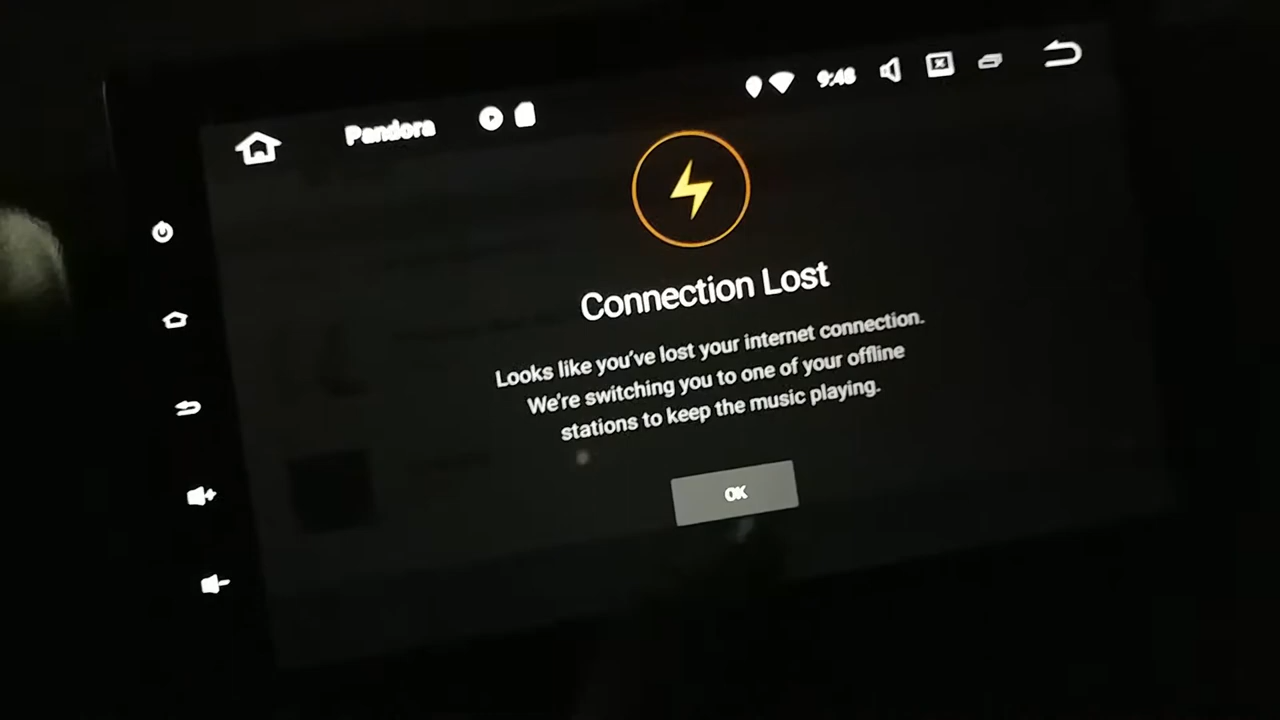 Pandora
9:48
Connection Lost
Looks like you've lost your internet connection.
We're switching you to one of your offline
stations to keep the music playing.
OK